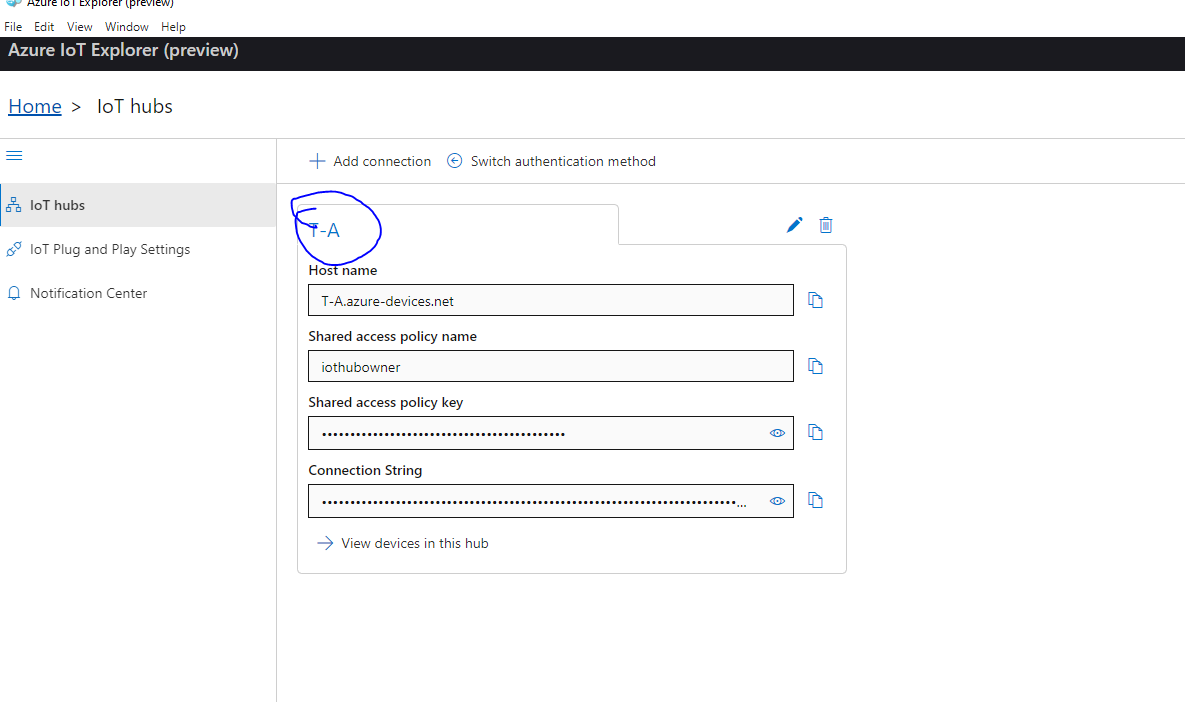 Azure IoT Explorer (preview)
File Edit View Window Help
Azure IoT Explorer (preview)
Home > IoT hubs
Add connection Switch authentication method
IoT hubs
IoT Plug and Play Settings
Notification Center
T-A
Host name
T-A.azure-devices.net
Shared access policy name
iothubowner
Shared access policy key
••••••••••••••••••••••••••••••••••••••••••••
Connection String
•••••••••••••••••••••••••••••••••••••••••••••••••••••••••••••••••••••••••••...
View devices in this hub